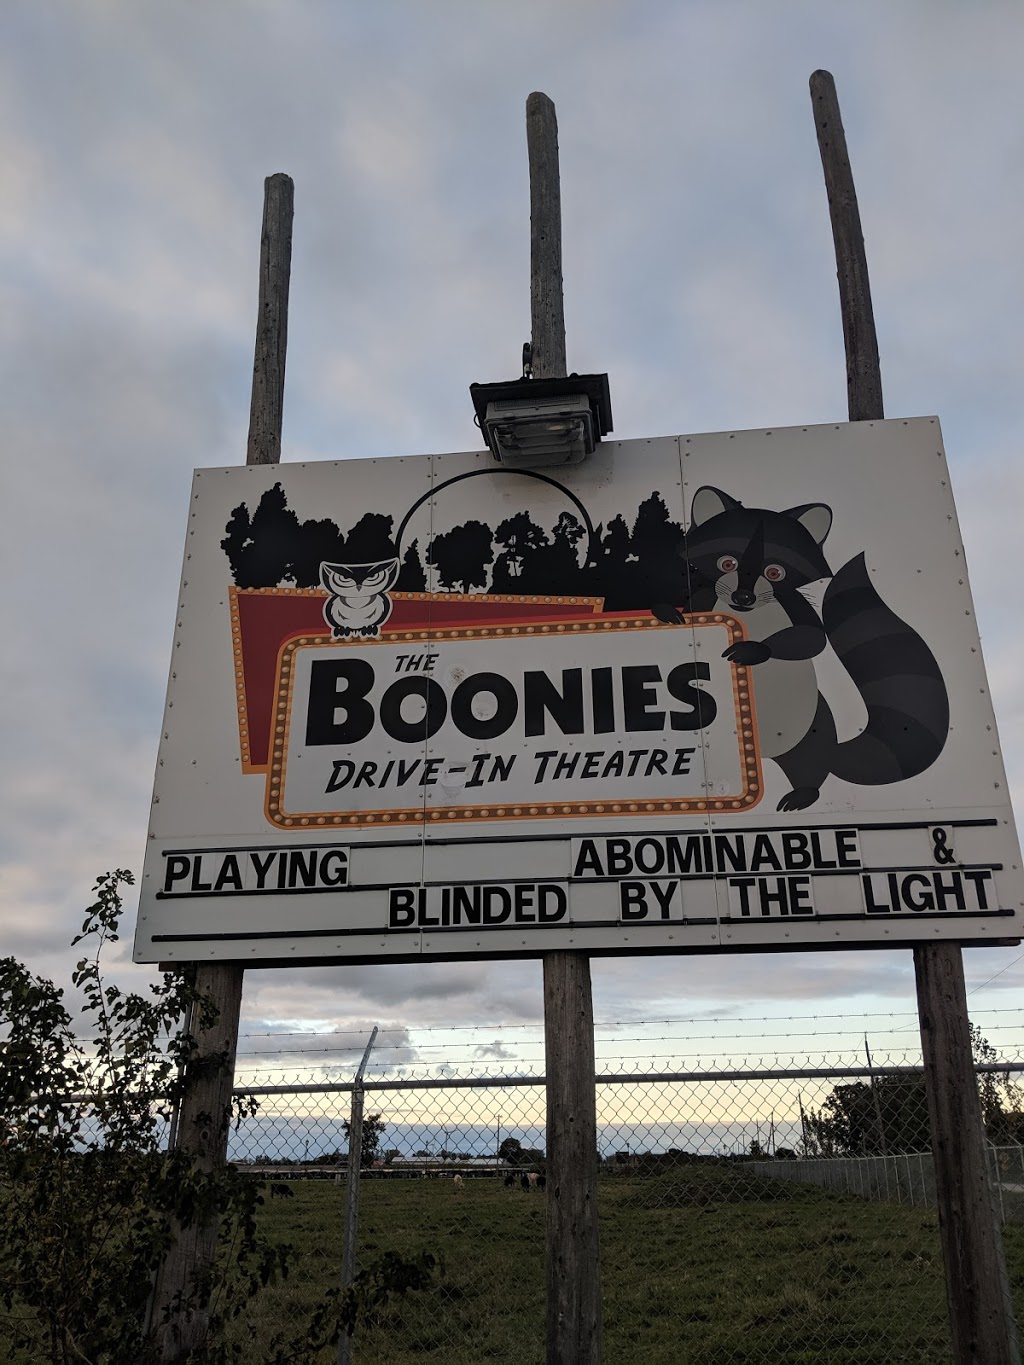 THE
BOONIES
DRIVE-IN THEATRE
PLAYING ABOMINABLE &
BLINDED BY THE LIGHT